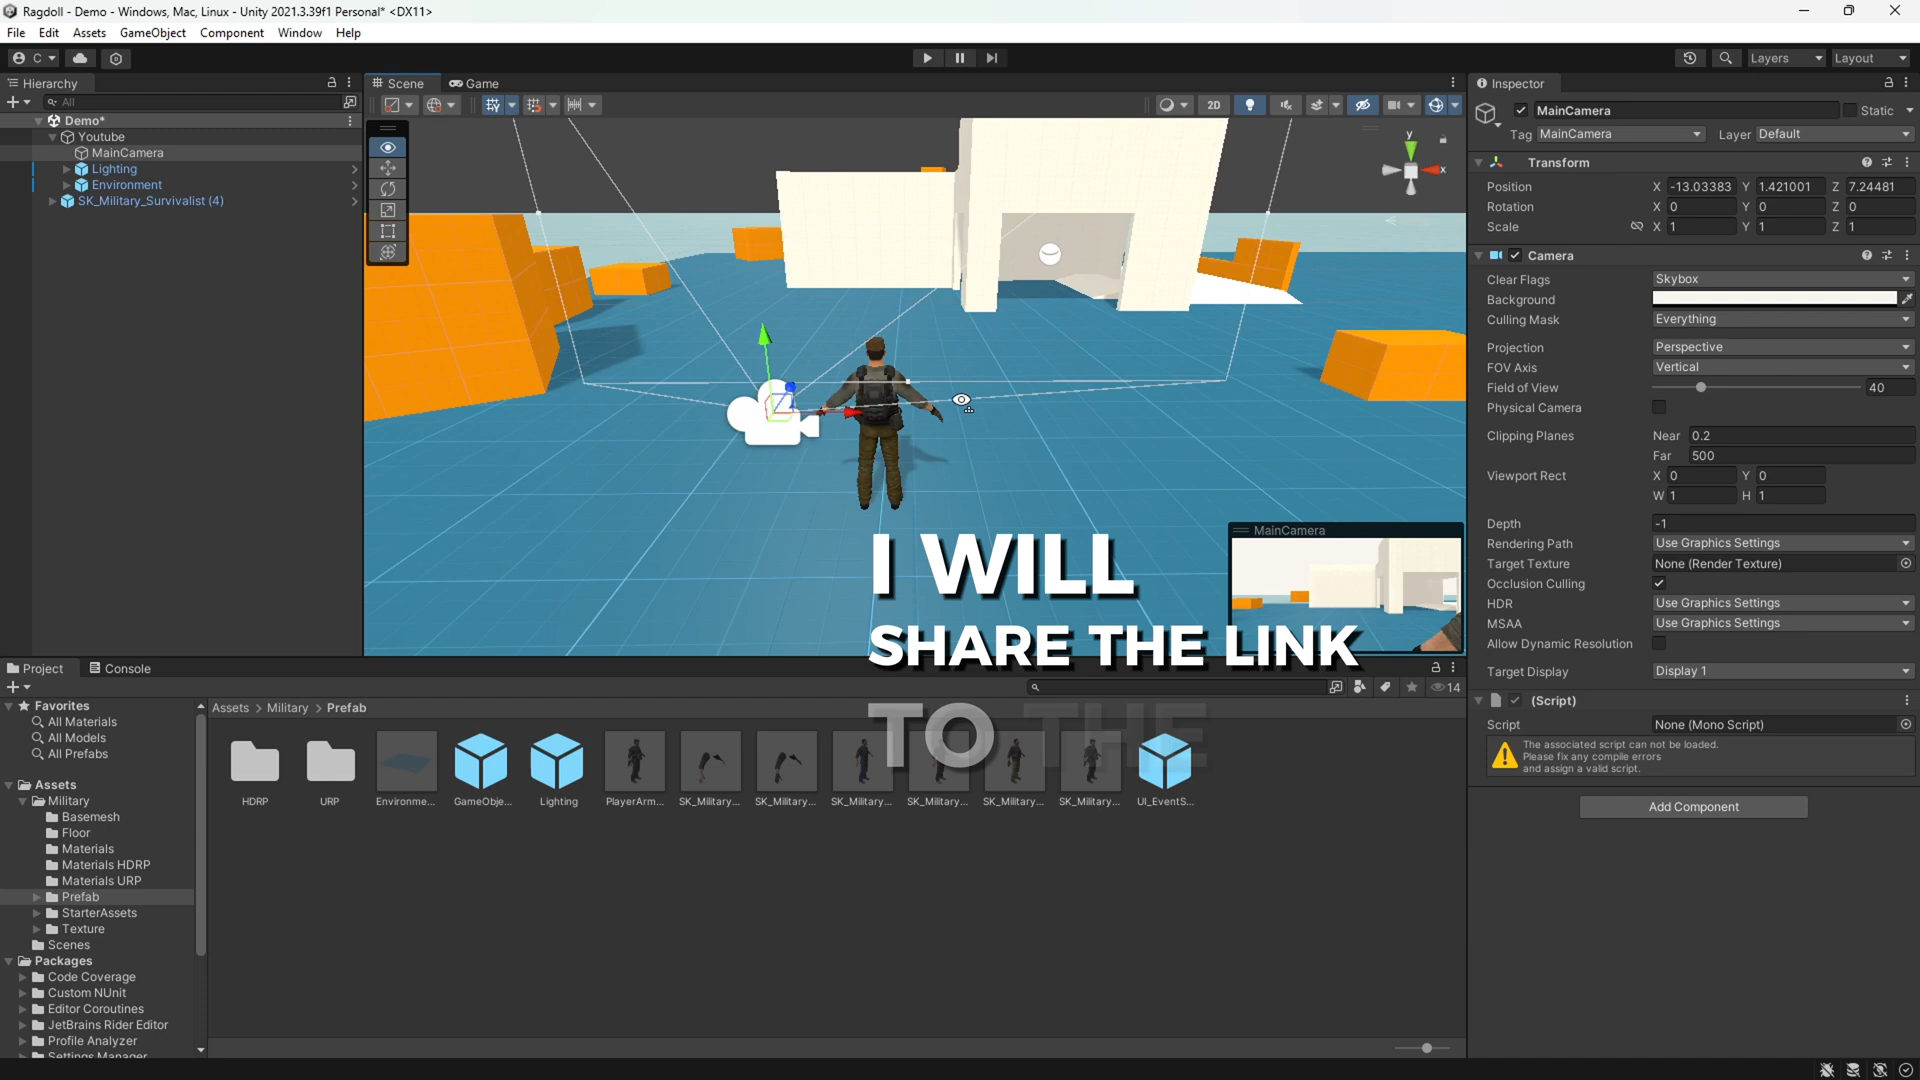 Ragdoll - Demo - Windows, Mac, Linux - Unity 2021.3.39f1 Personal* <DX11>
File Edit Assets GameObject Component Window Help
C Layers Layout
Hierarchy
All
Demo*
Youtube
MainCamera
Lighting
Environment
SK_Military_Survivalist (4)
Scene Game
2D
y
x
MainCamera
I WILL
SHARE THE LINK
TO THE
Inspector
MainCamera Static
Tag MainCamera Layer Default
Transform
Position X -13.03383 Y 1.421001 Z 7.24481
Rotation X 0 Y 0 Z 0
Scale X 1 Y 1 Z 1
Camera
Clear Flags Skybox
Background
Culling Mask Everything
Projection Perspective
FOV Axis Vertical
Field of View 40
Physical Camera
Clipping Planes Near 0.2
Far 500
Viewport Rect X 0 Y 0
W 1 H 1
Depth -1
Rendering Path Use Graphics Settings
Target Texture None (Render Texture)
Occlusion Culling
HDR Use Graphics Settings
MSAA Use Graphics Settings
Allow Dynamic Resolution
Target Display Display 1
(Script)
Script None (Mono Script)
The associated script can not be loaded.
Please fix any compile errors
and assign a valid script.
Add Component
Project Console
14
Favorites
All Materials
All Models
All Prefabs
Assets
Military
Basemesh
Floor
Materials
Materials HDRP
Materials URP
Prefab
StarterAssets
Texture
Scenes
Packages
Code Coverage
Custom NUnit
Editor Coroutines
JetBrains Rider Editor
Profile Analyzer
Settings Manager
Assets > Military > Prefab
HDRP URP Environme... GameObje... Lighting PlayerArm... SK_Military... SK_Military... SK_Military... SK_Military... SK_Military... SK_Military... UI_EventS...